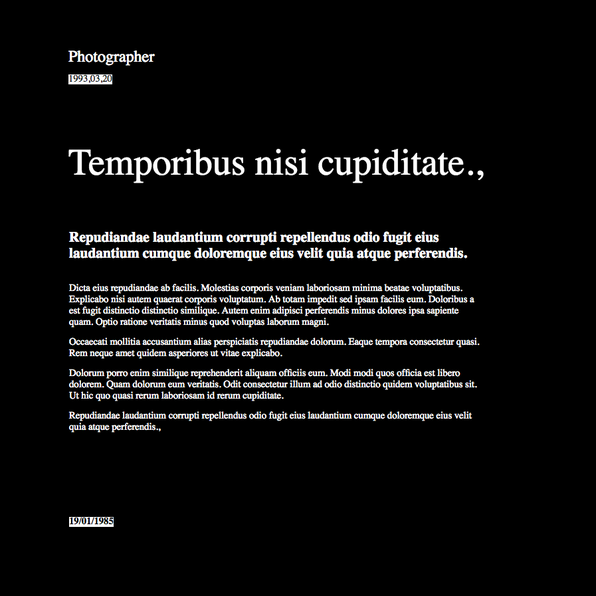 Photographer
1993,03,20
Temporibus nisi cupiditate.,
Repudiandae laudantium corrupti repellendus odio fugit eius
laudantium cumque doloremque eius velit quia atque perferendis.
Dicta eius repudiandae ab facilis. Molestias corporis veniam laboriosam minima beatae voluptatibus.
Explicabo nisi autem quaerat corporis voluptatum. Ab totam impedit sed ipsam facilis eum. Doloribus a
est fugit distinctio distinctio similique. Autem enim adipisci perferendis minus dolores ipsa sapiente
quam. Optio ratione veritatis minus quod voluptas laborum magni.
Occaecati mollitia accusantium alias perspiciatis repudiandae dolorum. Eaque tempora consectetur quasi.
Rem neque amet quidem asperiores ut vitae explicabo.
Dolorum porro enim similique reprehenderit aliquam officiis eum. Modi modi quos officia est libero
dolorem. Quam dolorum eum veritatis. Odit consectetur illum ad odio distinctio quidem voluptatibus sit.
Ut hic quo quasi rerum laboriosam id rerum cupiditate.
Repudiandae laudantium corrupti repellendus odio fugit eius laudantium cumque doloremque eius velit
quia atque perferendis.,
19/01/1985